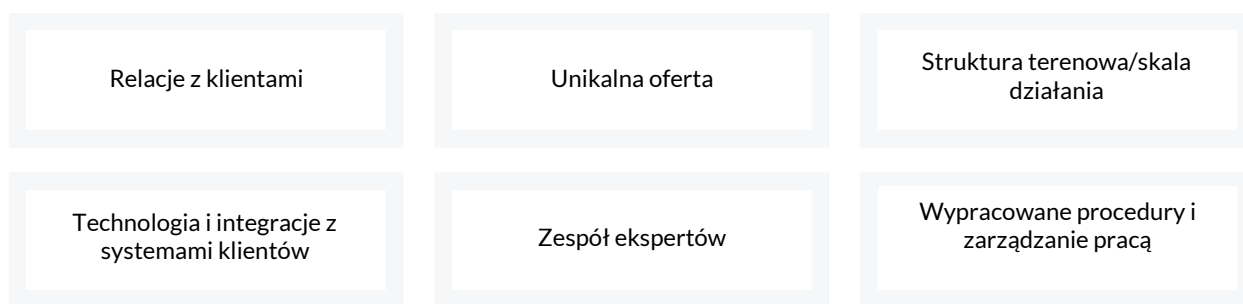 Relacje z klientami
Unikalna oferta
Struktura terenowa/skala
działania
Technologia i integracje z
systemami klientów
Zespół ekspertów
Wypracowane procedury i
zarządzanie pracą